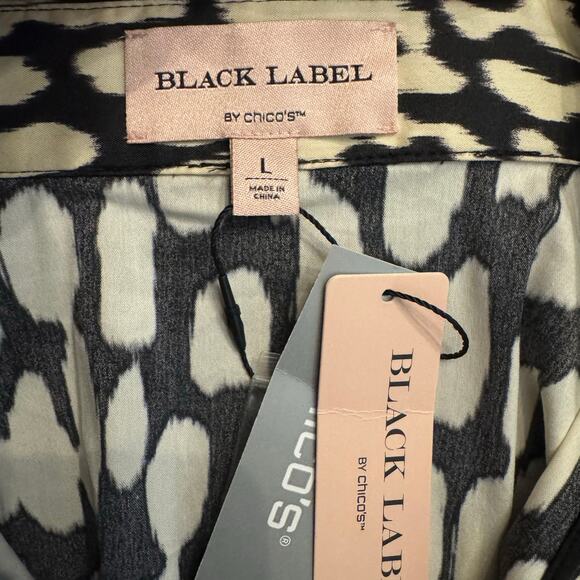 BLACK LABEL
BY chico's™
L
MADE IN
CHINA
BLACK LAB
BY chico's™
ICO'S®